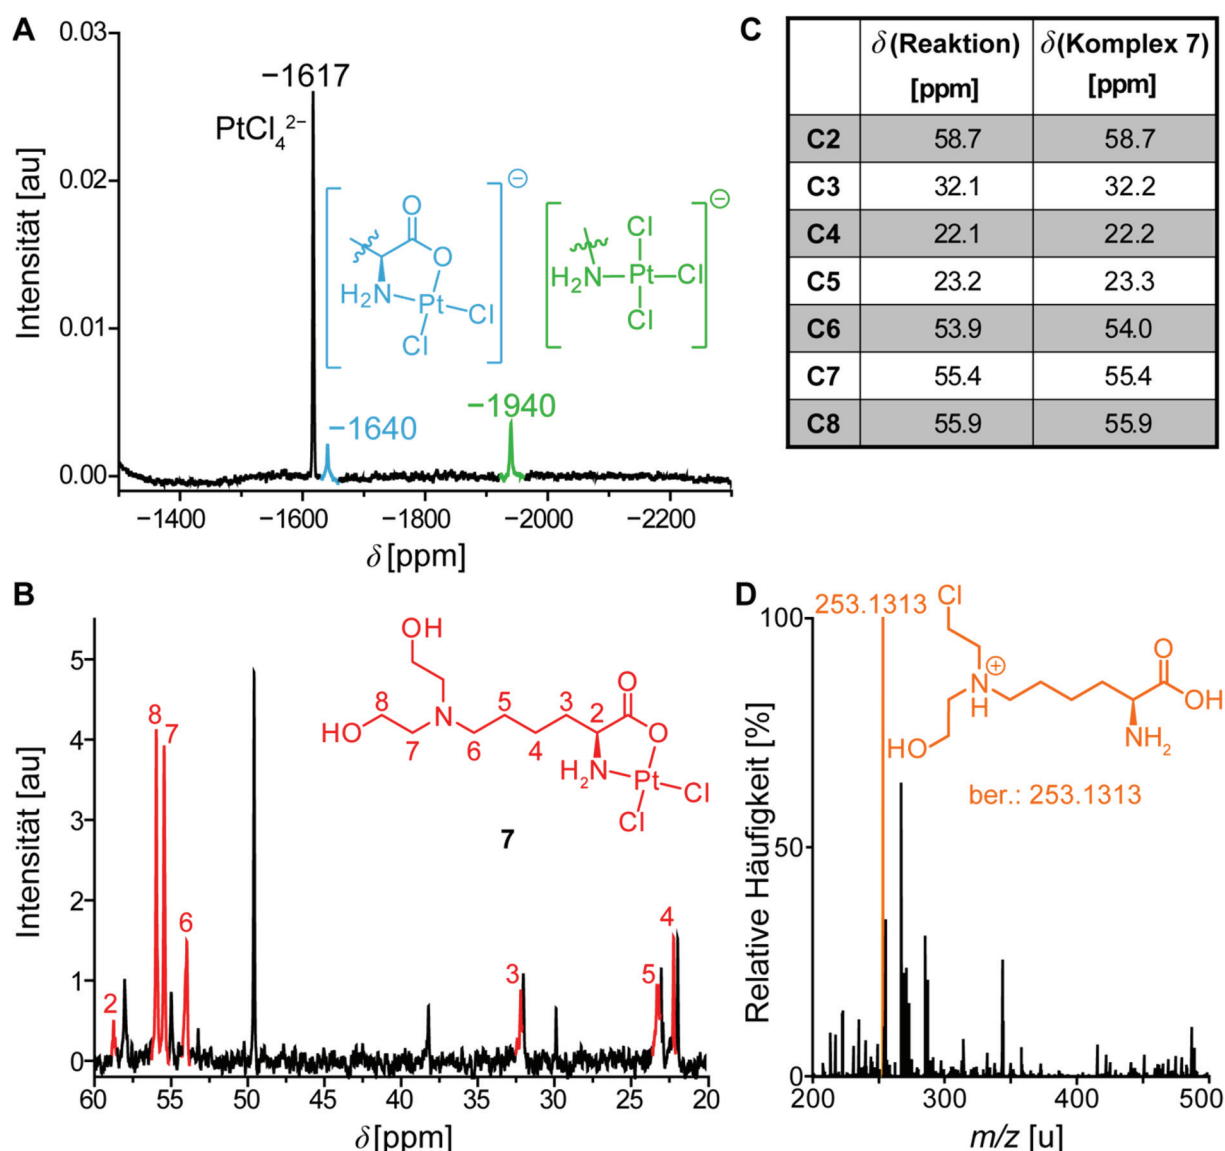 A
0.03
0.02
0.01
0.00
Intensität [au]
−1617
PtCl₄²⁻
−1640
−1940
O
O
H₂N
Pt
Cl
Cl
⊖
Cl
H₂N
Pt
Cl
Cl
⊖
−1400
−1600
−1800
−2000
−2200
δ [ppm]
C
δ(Reaktion) [ppm] δ(Komplex 7) [ppm]
C2 58.7 58.7
C3 32.1 32.2
C4 22.1 22.2
C5 23.2 23.3
C6 53.9 54.0
C7 55.4 55.4
C8 55.9 55.9
B
5
4
3
2
1
0
Intensität [au]
8
7
6
2
3
5
4
OH
8
HO
7
N
6
5
4
3
2
O
O
H₂N
Pt
Cl
Cl
7
60
55
50
45
40
35
30
25
20
δ [ppm]
D
100
50
0
Relative Häufigkeit [%]
253.1313
Cl
N
H
⊕
HO
O
OH
NH₂
ber.: 253.1313
200
300
400
500
m/z [u]